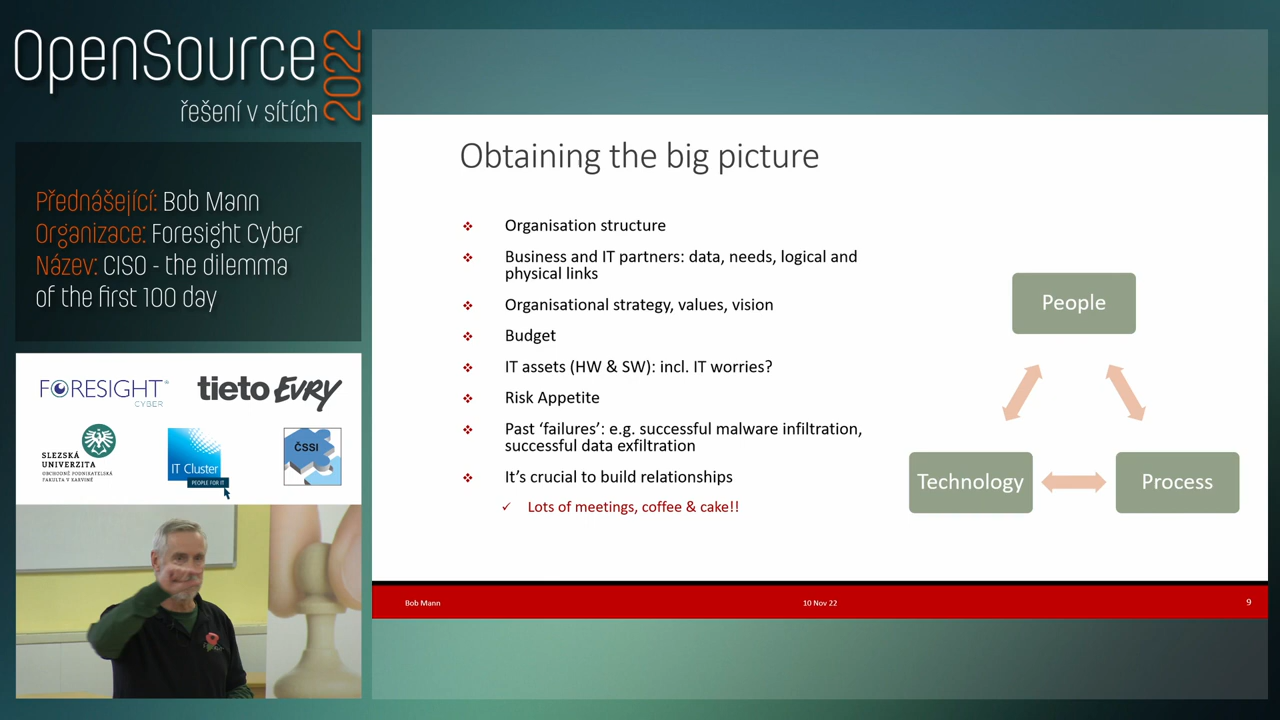 OpenSource
řešení v sítích
2022
Přednášející: Bob Mann
Organizace: Foresight Cyber
Název: CISO - the dilemma
of the first 100 day
FORESIGHT
CYBER
tieto EVRY
SLEZSKÁ
UNIVERZITA
OBCHODNĚ PODNIKATELSKÁ
FAKULTA V KARVINÉ
IT Cluster
PEOPLE FOR IT
ČSSI
Obtaining the big picture
Organisation structure
Business and IT partners: data, needs, logical and
physical links
Organisational strategy, values, vision
Budget
IT assets (HW & SW): incl. IT worries?
Risk Appetite
Past ‘failures’: e.g. successful malware infiltration,
successful data exfiltration
It’s crucial to build relationships
Lots of meetings, coffee & cake!!
People
Technology
Process
Bob Mann
10 Nov 22
9